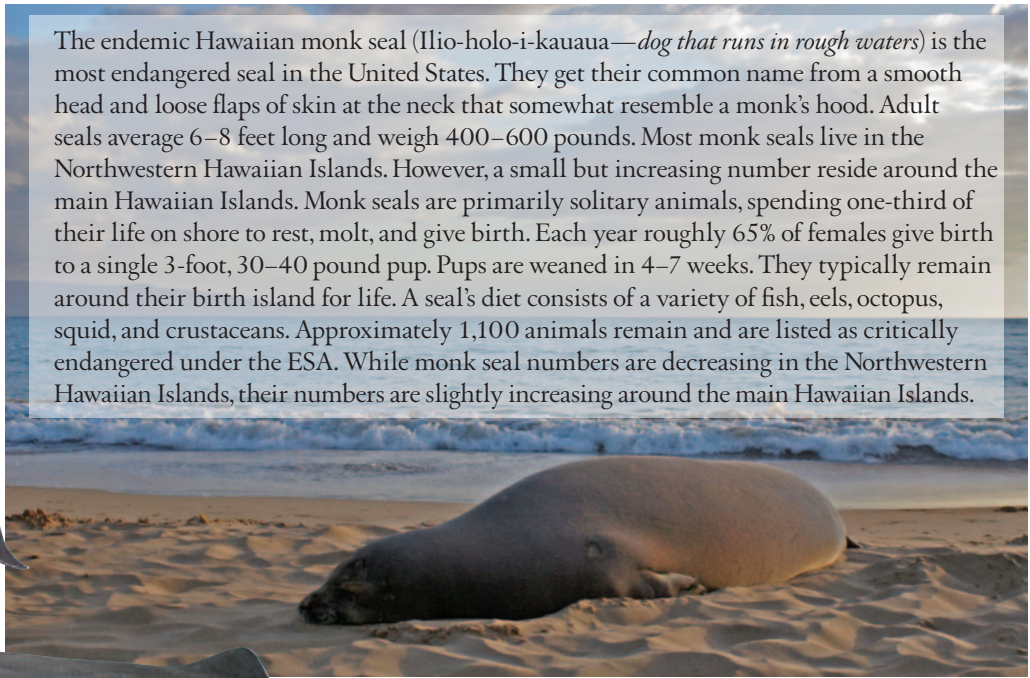 The endemic Hawaiian monk seal (Ilio-holo-i-kauaua—dog that runs in rough waters) is the
most endangered seal in the United States. They get their common name from a smooth
head and loose flaps of skin at the neck that somewhat resemble a monk's hood. Adult
seals average 6–8 feet long and weigh 400–600 pounds. Most monk seals live in the
Northwestern Hawaiian Islands. However, a small but increasing number reside around the
main Hawaiian Islands. Monk seals are primarily solitary animals, spending one-third of
their life on shore to rest, molt, and give birth. Each year roughly 65% of females give birth
to a single 3-foot, 30–40 pound pup. Pups are weaned in 4–7 weeks. They typically remain
around their birth island for life. A seal's diet consists of a variety of fish, eels, octopus,
squid, and crustaceans. Approximately 1,100 animals remain and are listed as critically
endangered under the ESA. While monk seal numbers are decreasing in the Northwestern
Hawaiian Islands, their numbers are slightly increasing around the main Hawaiian Islands.